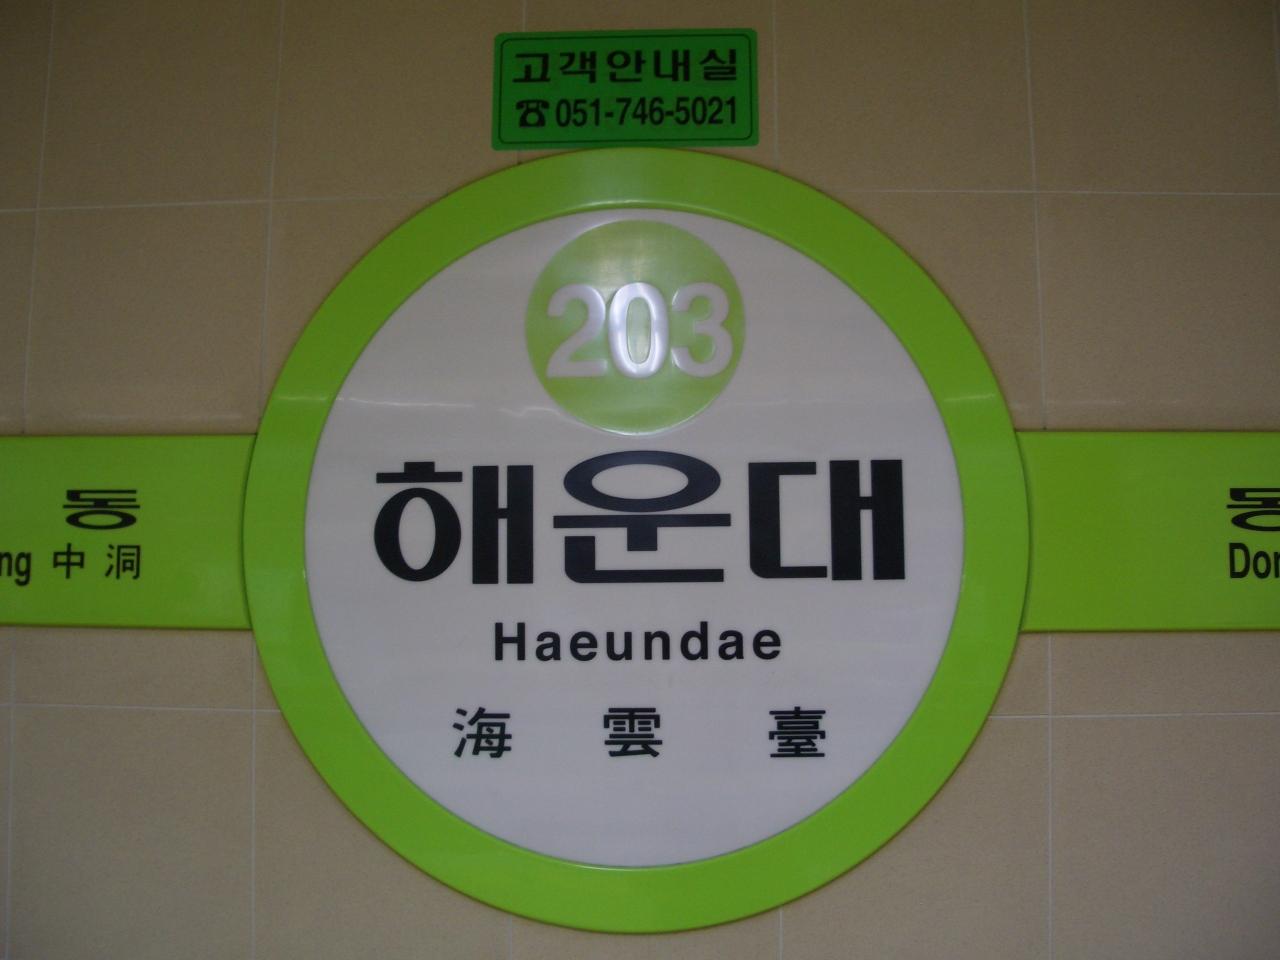 고객안내실
☎051-746-5021
203
해운대
Haeundae
海雲臺
동
中洞